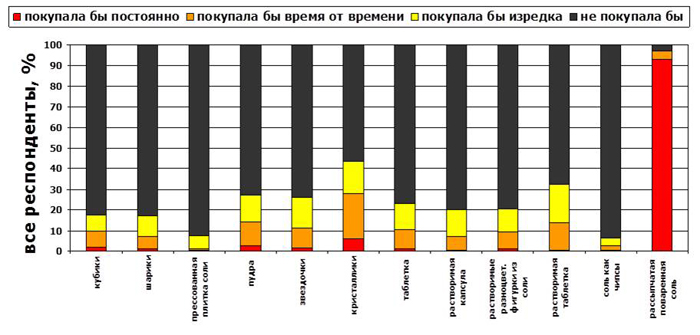 покупала бы постоянно покупала бы время от времени покупала бы изредка не покупала бы
все респонденты, %
100
90
80
70
60
50
40
30
20
10
0
кубики
шарики
прессованная
плитка соли
пудра
звездочки
кристаллики
таблетка
растворимая
капсула
растворимые
разноцвет.
фигурки из
соли
растворимая
таблетка
соль как
чипсы
рассыпчатая
поваренная
соль